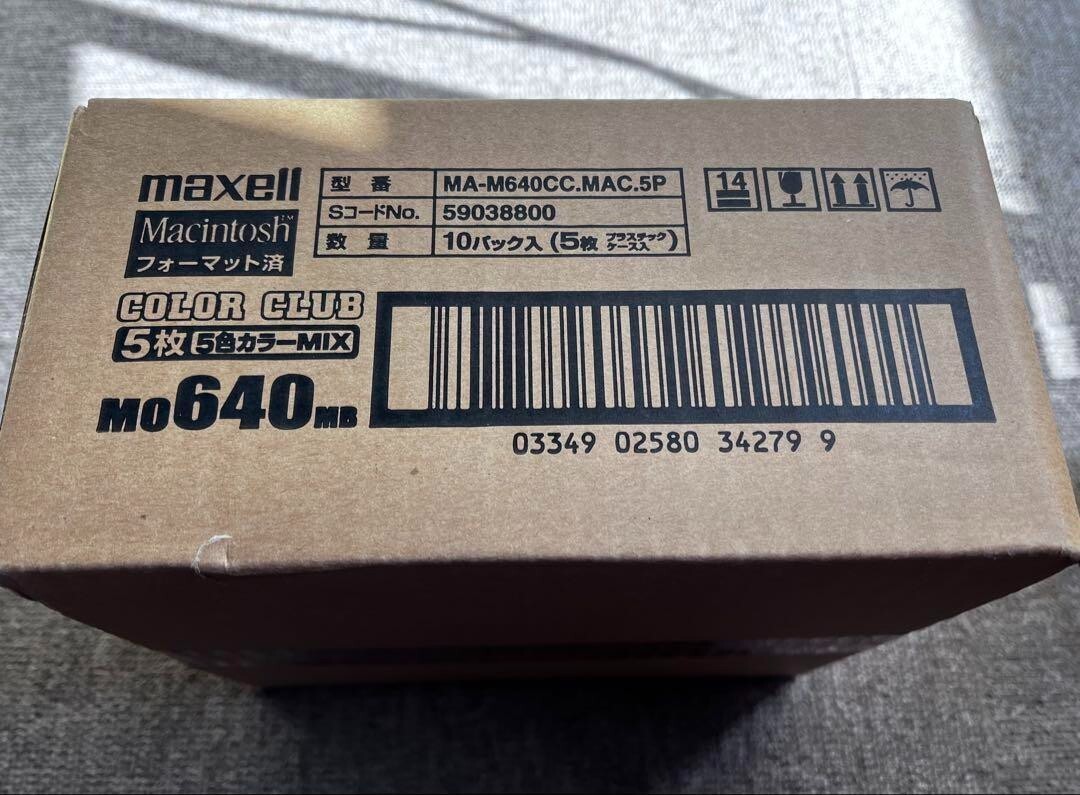 maxell
Macintosh™
フォーマット済
型番 MA-M640CC.MAC.5P
SコードNo. 59038800
数量 10パック入(5枚 プラスチックケース入)
14
COLOR CLUB
5枚 5色カラーMIX
MO640MB
03349 02580 34279 9